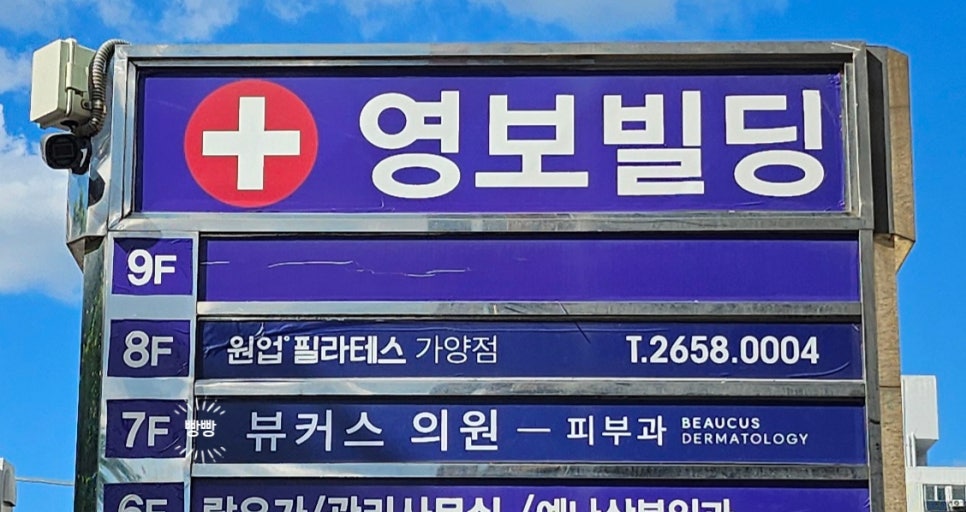 영보빌딩
9F
8F 원업°필라테스 가양점 T.2658.0004
7F 빵빵 뷰커스 의원 — 피부과 BEAUCUS
DERMATOLOGY
6F